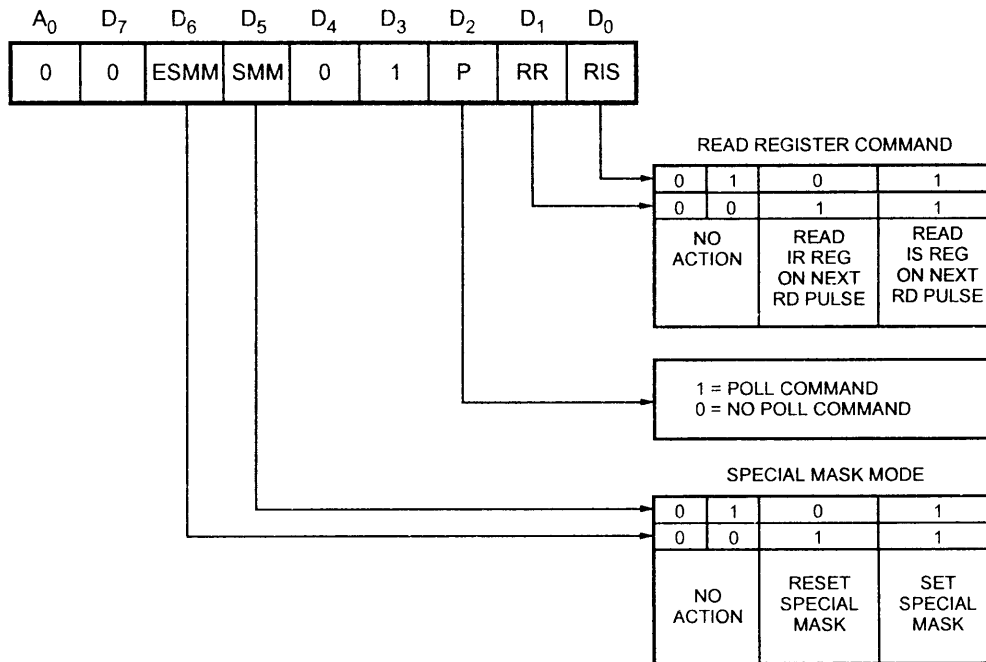 A0 D7 D6 D5 D4 D3 D2 D1 D0
0 0 ESMM SMM 0 1 P RR RIS
READ REGISTER COMMAND
0 1 0 1
0 0 1 1
NO ACTION
READ IR REG ON NEXT RD PULSE
READ IS REG ON NEXT RD PULSE
1 = POLL COMMAND
0 = NO POLL COMMAND
SPECIAL MASK MODE
0 1 0 1
0 0 1 1
NO ACTION
RESET SPECIAL MASK
SET SPECIAL MASK